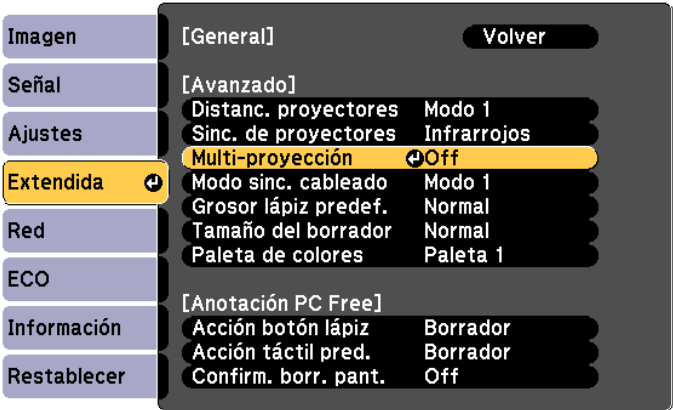 Imagen
Señal
Ajustes
Extendida
Red
ECO
Información
Restablecer
[General] Volver
[Avanzado]
Distanc. proyectores Modo 1
Sinc. de proyectores Infrarrojos
Multi-proyección Off
Modo sinc. cableado Modo 1
Grosor lápiz predef. Normal
Tamaño del borrador Normal
Paleta de colores Paleta 1
[Anotación PC Free]
Acción botón lápiz Borrador
Acción táctil pred. Borrador
Confirm. borr. pant. Off